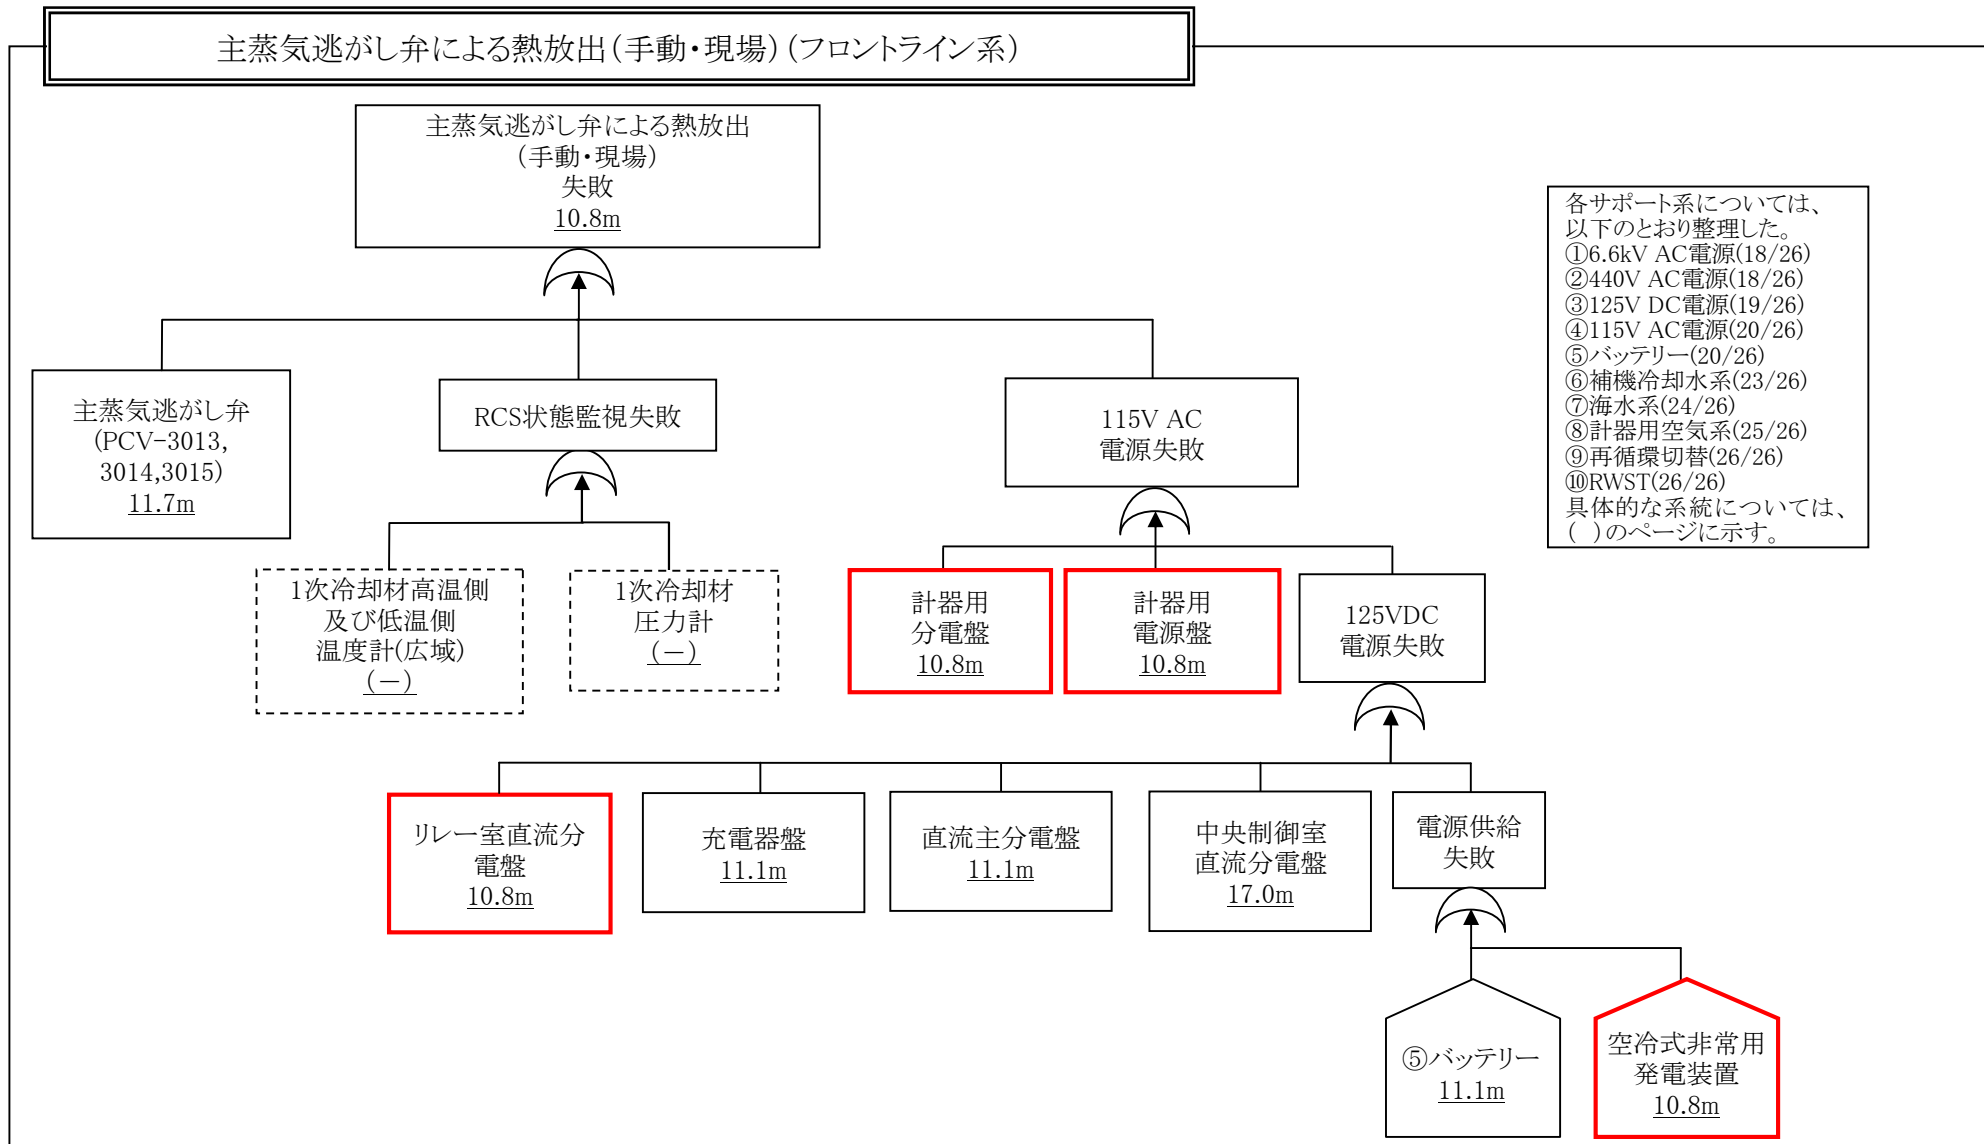 主蒸気逃がし弁による熱放出(手動・現場)(フロントライン系)
主蒸気逃がし弁による熱放出
(手動・現場)
失敗
10.8m
各サポート系については、
以下のとおり整理した。
①6.6kV AC電源(18/26)
②440V AC電源(18/26)
③125V DC電源(19/26)
④115V AC電源(20/26)
⑤バッテリー(20/26)
⑥補機冷却水系(23/26)
⑦海水系(24/26)
⑧計器用空気系(25/26)
⑨再循環切替(26/26)
⑩RWST(26/26)
具体的な系統については、
( )のページに示す。
主蒸気逃がし弁
(PCV-3013,
3014,3015)
11.7m
RCS状態監視失敗
115V AC
電源失敗
1次冷却材高温側
及び低温側
温度計(広域)
(-)
1次冷却材
圧力計
(-)
計器用
分電盤
10.8m
計器用
電源盤
10.8m
125VDC
電源失敗
リレー室直流分
電盤
10.8m
充電器盤
11.1m
直流主分電盤
11.1m
中央制御室
直流分電盤
17.0m
電源供給
失敗
⑤バッテリー
11.1m
空冷式非常用
発電装置
10.8m